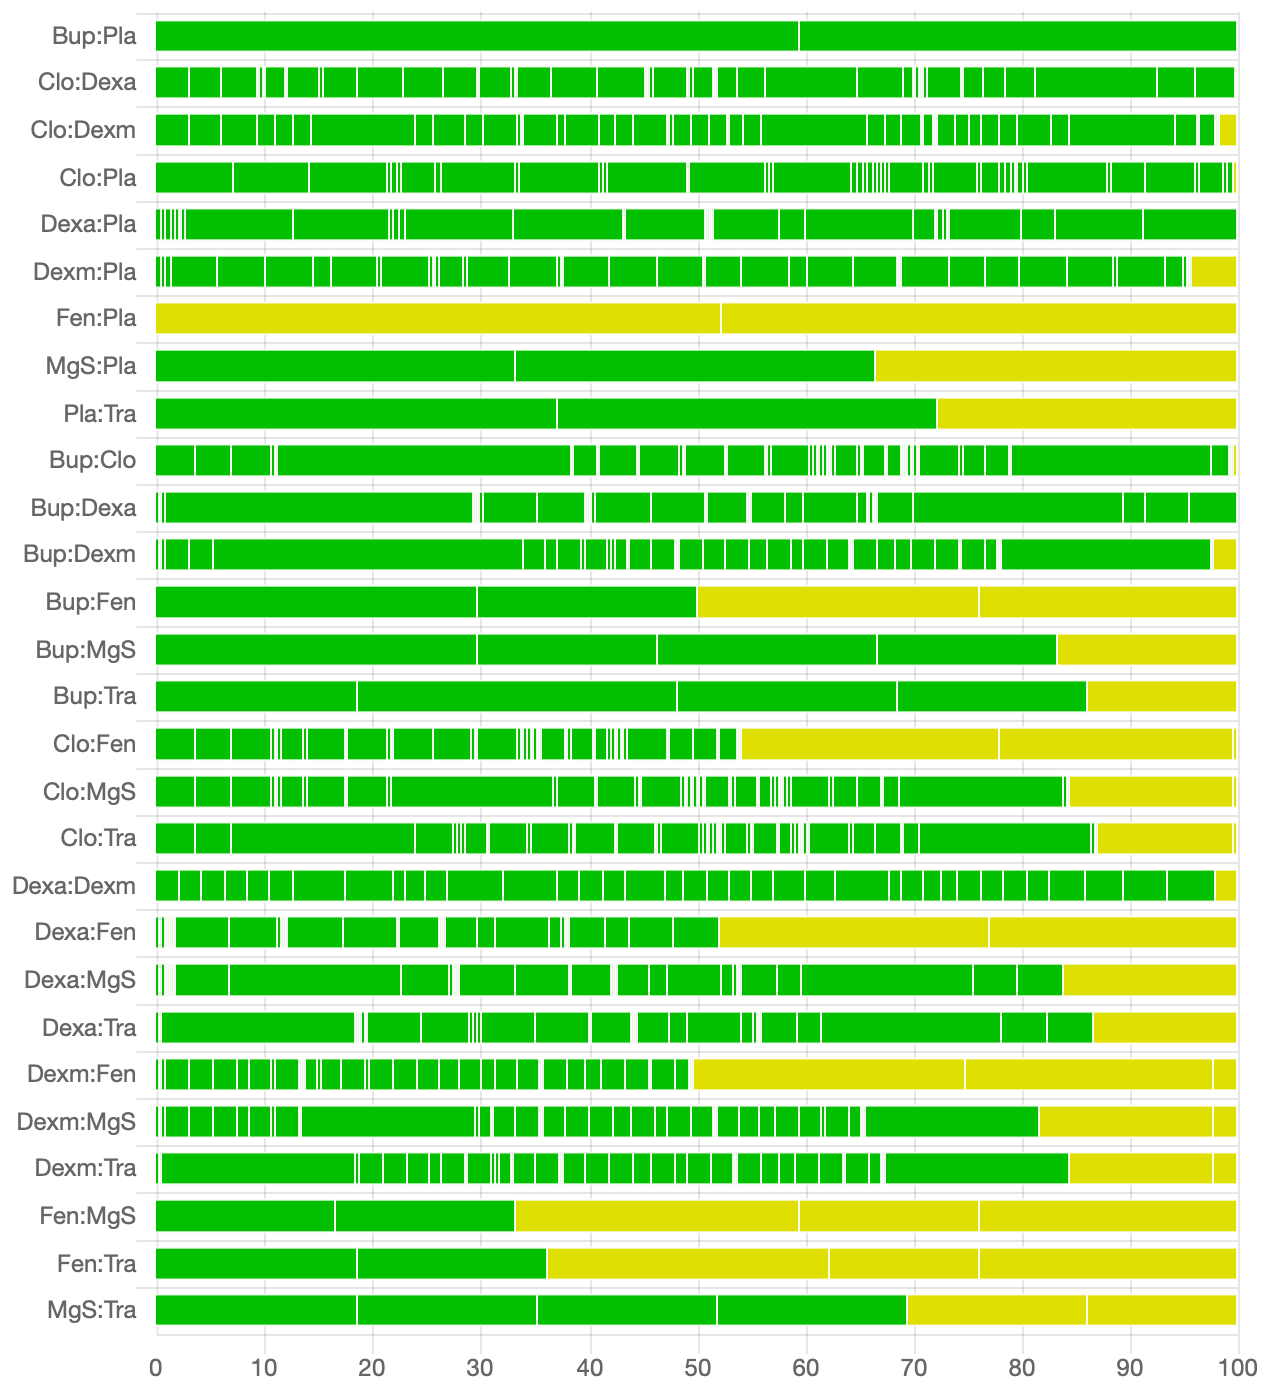 Bup:Pla
Clo:Dexa
Clo:Dexm
Clo:Pla
Dexa:Pla
Dexm:Pla
Fen:Pla
MgS:Pla
Pla:Tra
Bup:Clo
Bup:Dexa
Bup:Dexm
Bup:Fen
Bup:MgS
Bup:Tra
Clo:Fen
Clo:MgS
Clo:Tra
Dexa:Dexm
Dexa:Fen
Dexa:MgS
Dexa:Tra
Dexm:Fen
Dexm:MgS
Dexm:Tra
Fen:MgS
Fen:Tra
MgS:Tra
0 10 20 30 40 50 60 70 80 90 100